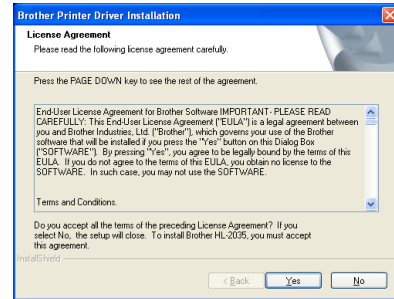 Brother Printer Driver Installation
License Agreement
Please read the following license agreement carefully.
Press the PAGE DOWN key to see the rest of the agreement.
End-User License Agreement for Brother Software IMPORTANT- PLEASE READ
CAREFULLY: This End-User License Agreement ("EULA") is a legal agreement between
you and Brother Industries, Ltd. ("Brother"), which governs your use of the Brother
software that will be installed if you press the "Yes" button on this Dialog Box
("SOFTWARE"). By pressing "Yes", you agree to be legally bound by the terms of this
EULA. If you do not agree to the terms of this EULA, you obtain no license to the
SOFTWARE. In such case, you may not use the SOFTWARE.
Terms and Conditions.
Do you accept all the terms of the preceding License Agreement? If you
select No, the setup will close. To install Brother HL-2035, you must accept
this agreement.
InstallShield
< Back Yes No